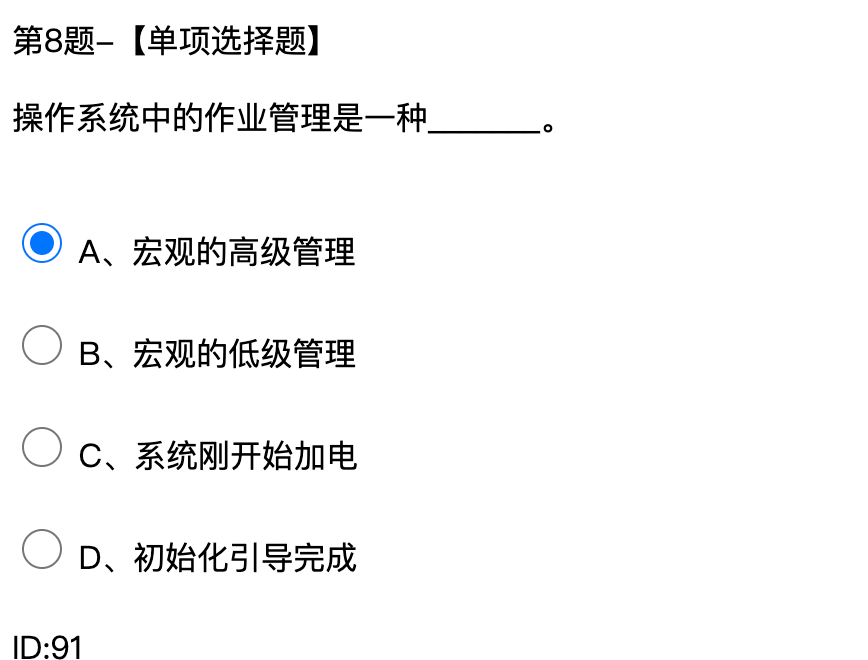 第8题-【单项选择题】
操作系统中的作业管理是一种_______。
A、宏观的高级管理
B、宏观的低级管理
C、系统刚开始加电
D、初始化引导完成
ID:91